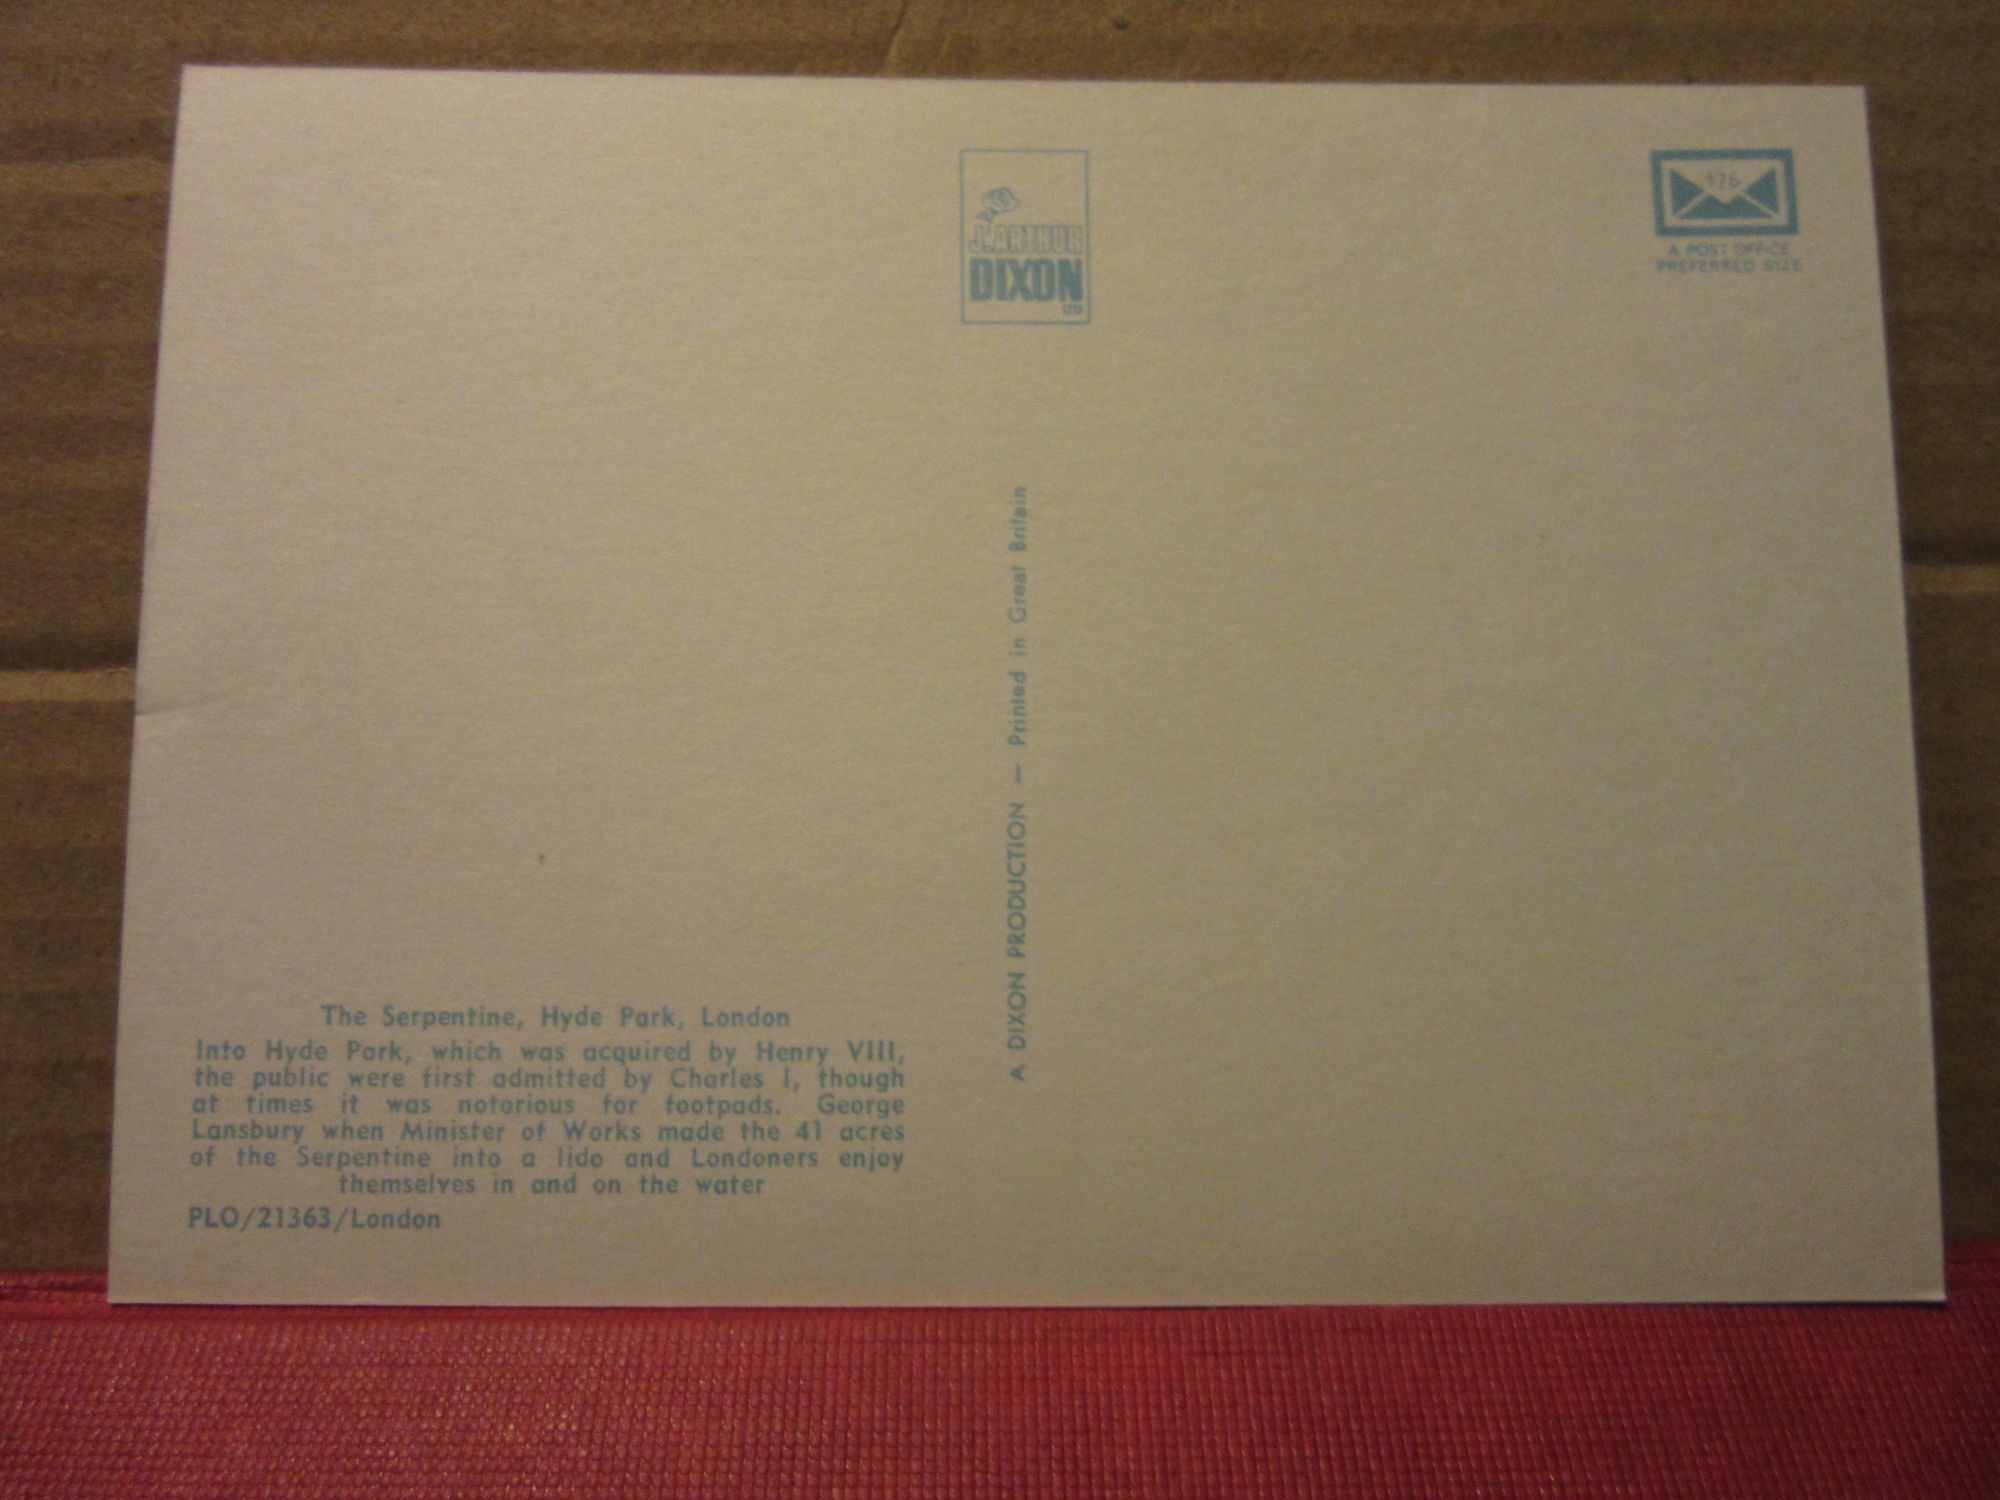 J. ARTHUR
DIXON
LTD
176
A POST OFFICE
PREFERRED SIZE
A DIXON PRODUCTION — Printed in Great Britain
The Serpentine, Hyde Park, London
Into Hyde Park, which was acquired by Henry VIII,
the public were first admitted by Charles I, though
at times it was notorious for footpads. George
Lansbury when Minister of Works made the 41 acres
of the Serpentine into a lido and Londoners enjoy
themselves in and on the water
PLO/21363/London